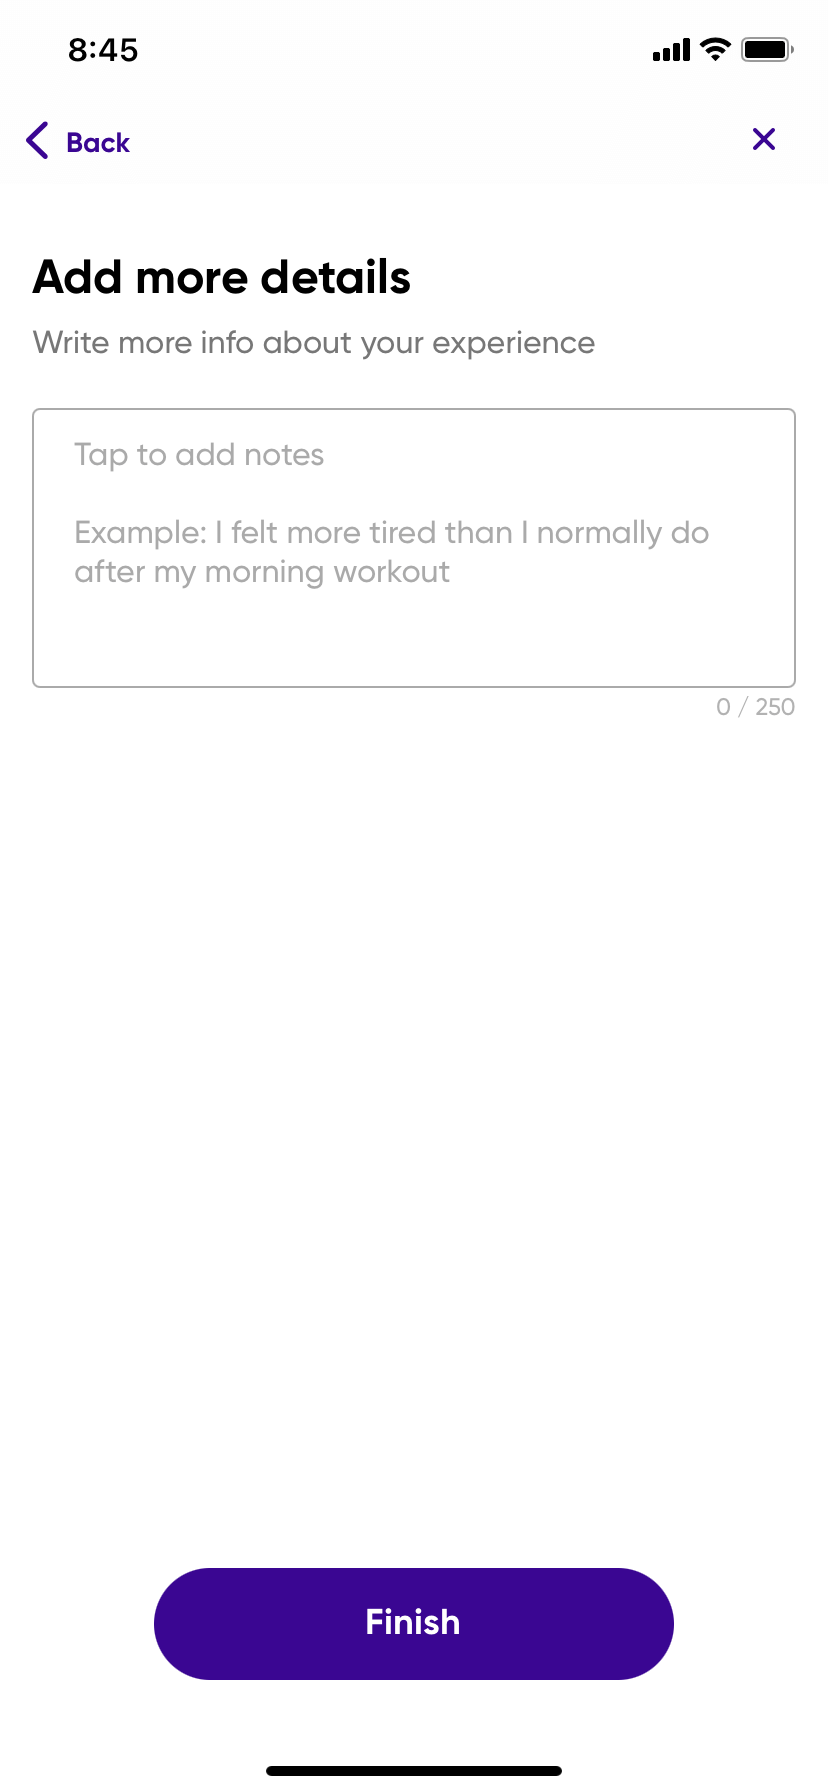 8:45
Back
Add more details
Write more info about your experience
Tap to add notes
Example: I felt more tired than I normally do
after my morning workout
0 / 250
Finish